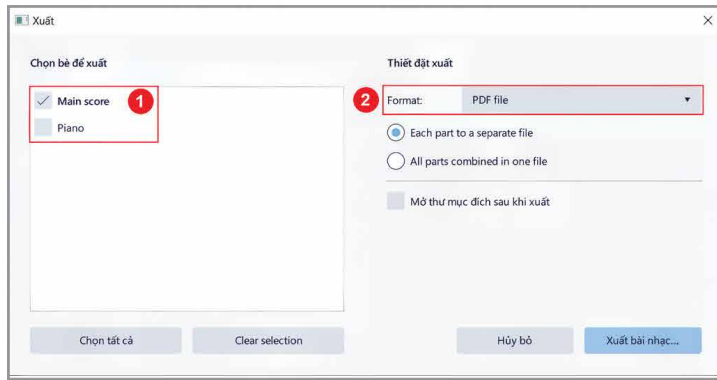 Xuất
Chọn bè để xuất
Main score
1
Piano
Thiết đặt xuất
2
Format:
PDF file
Each part to a separate file
All parts combined in one file
Mở thư mục đích sau khi xuất
Chọn tất cả
Clear selection
Hủy bỏ
Xuất bài nhạc...